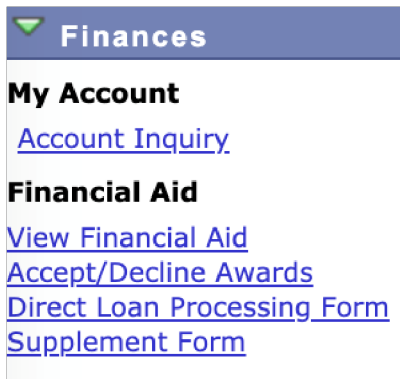 Finances
My Account
Account Inquiry
Financial Aid
View Financial Aid
Accept/Decline Awards
Direct Loan Processing Form
Supplement Form